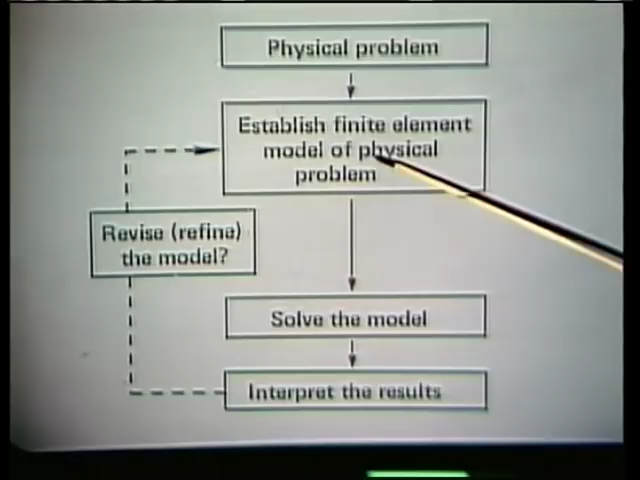 Physical problem
Establish finite element
model of physical
problem
Revise (refine)
the model?
Solve the model
Interpret the results